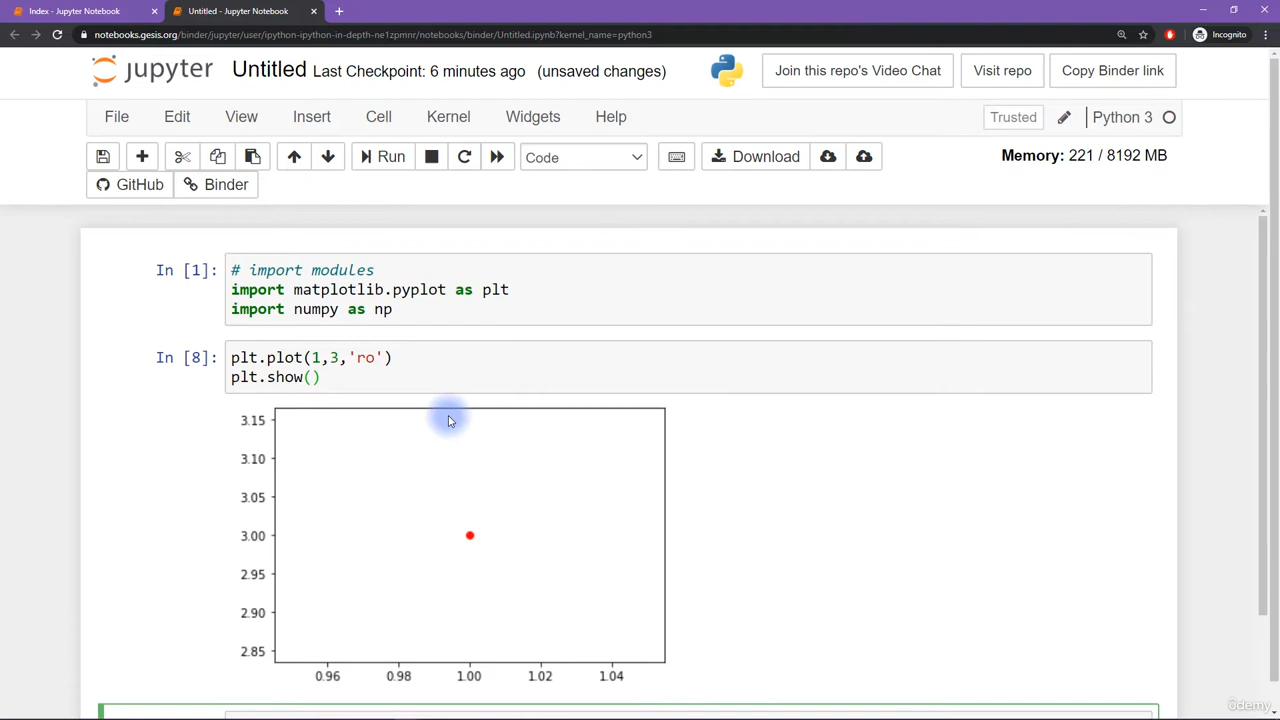 Index - Jupyter Notebook
Untitled - Jupyter Notebook
notebooks.gesis.org/binder/jupyter/user/ipython-ipython-in-depth-ne1zpmnr/notebooks/binder/Untitled.ipynb?kernel_name=python3
Incognito
jupyter Untitled Last Checkpoint: 6 minutes ago (unsaved changes)
Join this repo's Video Chat
Visit repo
Copy Binder link
File Edit View Insert Cell Kernel Widgets Help
Trusted
Python 3
Run
Code
Download
Memory: 221 / 8192 MB
GitHub
Binder
In [1]: # import modules
import matplotlib.pyplot as plt
import numpy as np
In [8]: plt.plot(1,3,'ro')
plt.show()
3.15
3.10
3.05
3.00
2.95
2.90
2.85
0.96 0.98 1.00 1.02 1.04
ûdemy